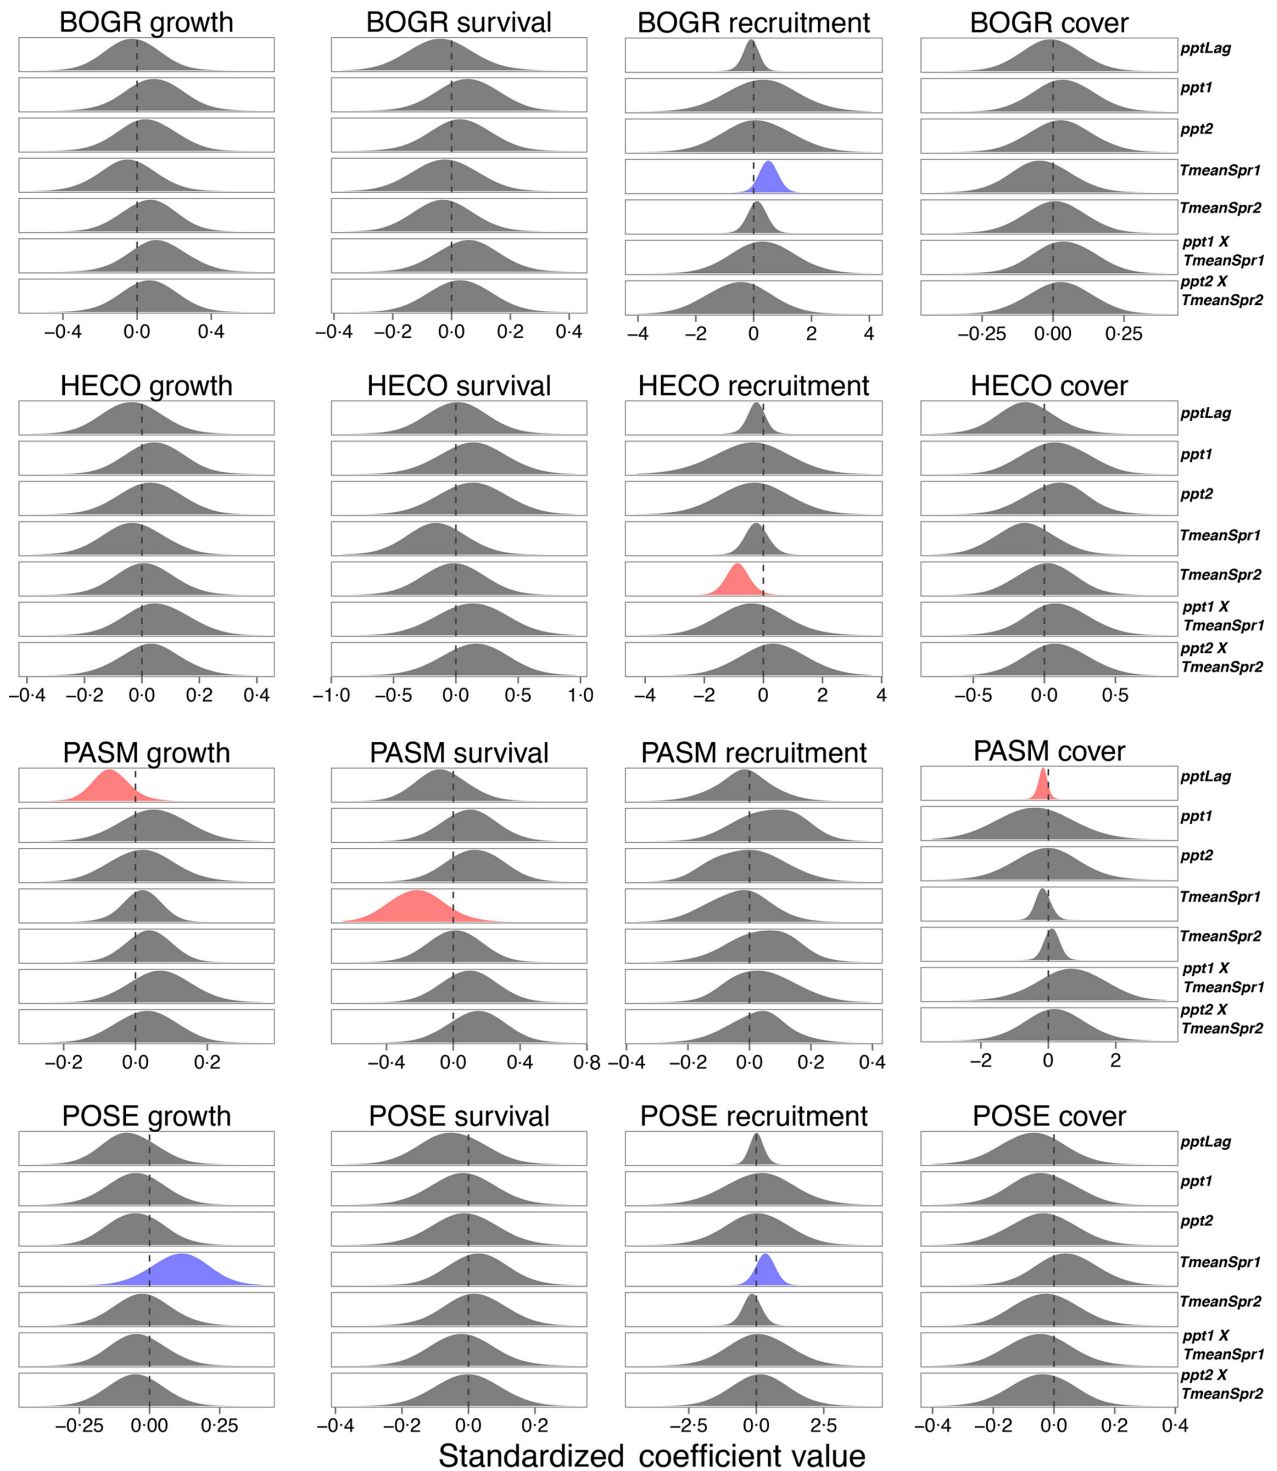 BOGR growth BOGR survival BOGR recruitment BOGR cover
pptLag
ppt1
ppt2
TmeanSpr1
TmeanSpr2
ppt1 X
TmeanSpr1
ppt2 X
TmeanSpr2
−0·4 0·0 0·4 −0·4 −0·2 0·0 0·2 0·4 −4 −2 0 2 4 −0·25 0·00 0·25
HECO growth HECO survival HECO recruitment HECO cover
pptLag
ppt1
ppt2
TmeanSpr1
TmeanSpr2
ppt1 X
TmeanSpr1
ppt2 X
TmeanSpr2
−0·4 −0·2 0·0 0·2 0·4 −1·0 −0·5 0·0 0·5 1·0 −4 −2 0 2 4 −0·5 0·0 0·5
PASM growth PASM survival PASM recruitment PASM cover
pptLag
ppt1
ppt2
TmeanSpr1
TmeanSpr2
ppt1 X
TmeanSpr1
ppt2 X
TmeanSpr2
−0·2 0·0 0·2 −0·4 0·0 0·4 0·8 −0·4 −0·2 0·0 0·2 0·4 −2 0 2
POSE growth POSE survival POSE recruitment POSE cover
pptLag
ppt1
ppt2
TmeanSpr1
TmeanSpr2
ppt1 X
TmeanSpr1
ppt2 X
TmeanSpr2
−0·25 0·00 0·25 −0·4 −0·2 0·0 0·2 −2·5 0·0 2·5 −0·4 −0·2 0·0 0·2 0·4
Standardized coefficient value